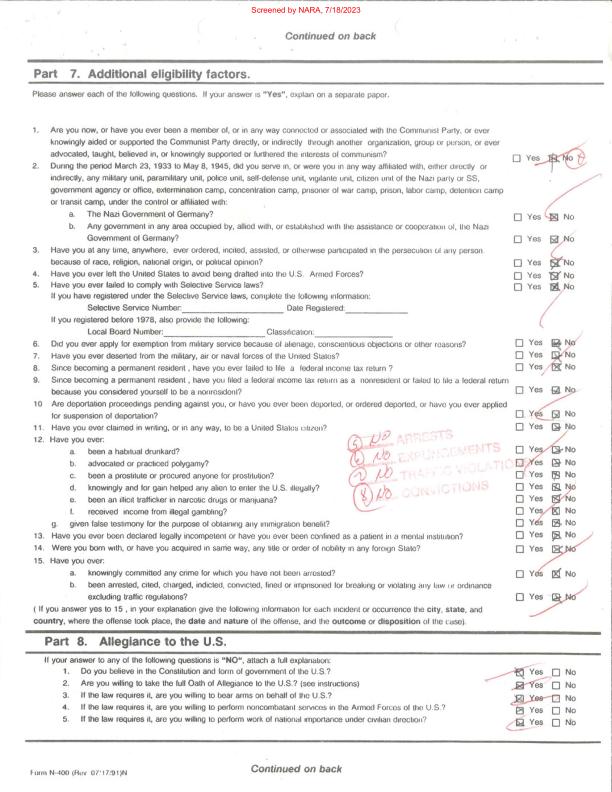 Screened by NARA, 7/18/2023
Continued on back
Part 7. Additional eligibility factors.
Please answer each of the following questions. If your answer is "Yes", explain on a separate paper.
1. Are you now, or have you ever been a member of, or in any way connected or associated with the Communist Party, or ever
knowingly aided or supported the Communist Party directly, or indirectly through another organization, group or person, or ever
advocated, taught, believed in, or knowingly supported or furthered the interests of communism? ☐ Yes ☒ No
2. During the period March 23, 1933 to May 8, 1945, did you serve in, or were you in any way affiliated with, either directly or
indirectly, any military unit, paramilitary unit, police unit, self-defense unit, vigilante unit, citizen unit of the Nazi party or SS,
government agency or office, extermination camp, concentration camp, prisoner of war camp, prison, labor camp, detention camp
or transit camp, under the control or affiliated with:
a. The Nazi Government of Germany? ☐ Yes ☒ No
b. Any government in any area occupied by, allied with, or established with the assistance or cooperation of, the Nazi
Government of Germany? ☐ Yes ☒ No
3. Have you at any time, anywhere, ever ordered, incited, assisted, or otherwise participated in the persecution of any person
because of race, religion, national origin, or political opinion? ☐ Yes ☒ No
4. Have you ever left the United States to avoid being drafted into the U.S. Armed Forces? ☐ Yes ☒ No
5. Have you ever failed to comply with Selective Service laws? ☐ Yes ☒ No
If you have registered under the Selective Service laws, complete the following information:
Selective Service Number: Date Registered:
If you registered before 1978, also provide the following:
Local Board Number: Classification:
6. Did you ever apply for exemption from military service because of alienage, conscientious objections or other reasons? ☐ Yes ☒ No
7. Have you ever deserted from the military, air or naval forces of the United States? ☐ Yes ☒ No
8. Since becoming a permanent resident , have you ever failed to file a federal income tax return ? ☐ Yes ☒ No
9. Since becoming a permanent resident , have you filed a federal income tax return as a nonresident or failed to file a federal return
because you considered yourself to be a nonresident? ☐ Yes ☒ No
10 Are deportation proceedings pending against you, or have you ever been deported, or ordered deported, or have you ever applied
for suspension of deportation? ☐ Yes ☒ No
11. Have you ever claimed in writing, or in any way, to be a United States citizen? ☐ Yes ☒ No
12. Have you ever:
a. been a habitual drunkard? ☐ Yes ☒ No
b. advocated or practiced polygamy? ☐ Yes ☒ No
c. been a prostitute or procured anyone for prostitution? ☐ Yes ☒ No
d. knowingly and for gain helped any alien to enter the U.S. illegally? ☐ Yes ☒ No
e. been an illicit trafficker in narcotic drugs or marijuana? ☐ Yes ☒ No
f. received income from illegal gambling? ☐ Yes ☒ No
g. given false testimony for the purpose of obtaining any immigration benefit? ☐ Yes ☒ No
5 NO ARRESTS
6 NO EXPUNGEMENTS
7 NO TRAFFIC VIOLATIO
8 NO CONVICTIONS
13. Have you ever been declared legally incompetent or have you ever been confined as a patient in a mental institution? ☐ Yes ☒ No
14. Were you born with, or have you acquired in same way, any title or order of nobility in any foreign State? ☐ Yes ☒ No
15. Have you ever:
a. knowingly committed any crime for which you have not been arrested? ☐ Yes ☒ No
b. been arrested, cited, charged, indicted, convicted, fined or imprisoned for breaking or violating any law or ordinance
excluding traffic regulations? ☐ Yes ☒ No
( If you answer yes to 15 , in your explanation give the following information for each incident or occurrence the city, state, and
country, where the offense took place, the date and nature of the offense, and the outcome or disposition of the case).
Part 8. Allegiance to the U.S.
If your answer to any of the following questions is "NO", attach a full explanation:
1. Do you believe in the Constitution and form of government of the U.S.? ☒ Yes ☐ No
2. Are you willing to take the full Oath of Allegiance to the U.S.? (see instructions) ☒ Yes ☐ No
3. If the law requires it, are you willing to bear arms on behalf of the U.S.? ☒ Yes ☐ No
4. If the law requires it, are you willing to perform noncombatant services in the Armed Forces of the U.S.? ☒ Yes ☐ No
5. If the law requires it, are you willing to perform work of national importance under civilian direction? ☒ Yes ☐ No
Form N-400 (Rev 07/17/91)N
Continued on back